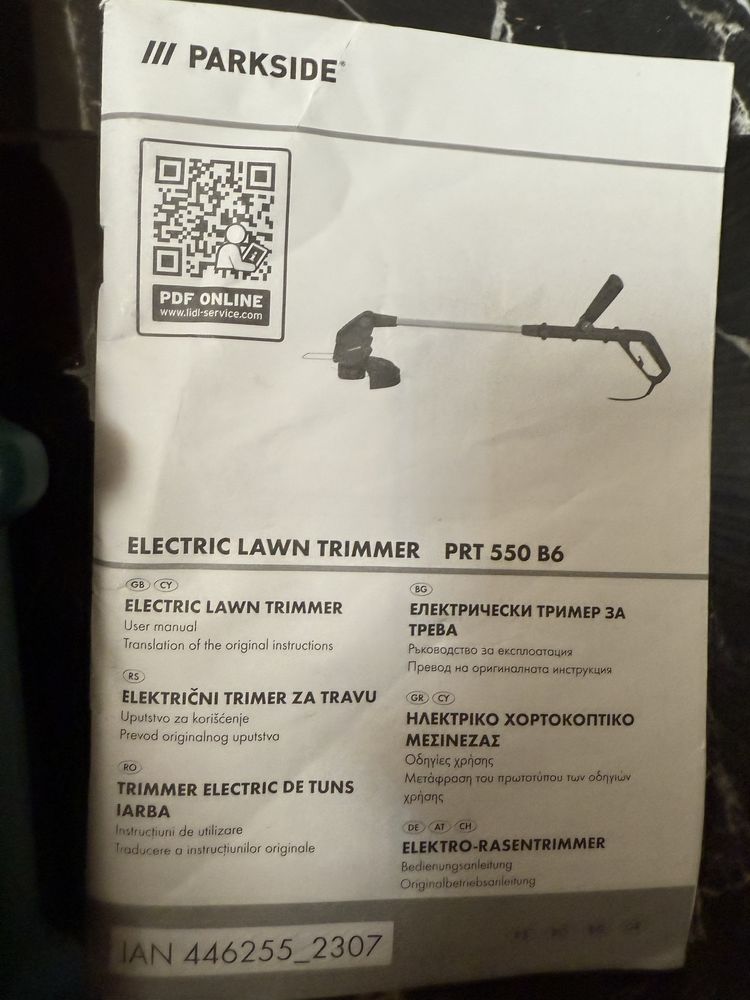 /// PARKSIDE®
PDF ONLINE
www.lidl-service.com
ELECTRIC LAWN TRIMMER PRT 550 B6
GB CY
ELECTRIC LAWN TRIMMER
User manual
Translation of the original instructions
RS
ELEKTRIČNI TRIMER ZA TRAVU
Uputstvo za korišćenje
Prevod originalnog uputstva
RO
TRIMMER ELECTRIC DE TUNS
IARBA
Instrucțiuni de utilizare
Traducere a instrucțiunilor originale
BG
ЕЛЕКТРИЧЕСКИ ТРИМЕР ЗА
ТРЕВА
Ръководство за експлоатация
Превод на оригиналната инструкция
GR CY
ΗΛΕΚΤΡΙΚΟ ΧΟΡΤΟΚΟΠΤΙΚΟ
ΜΕΣΙΝΕΖΑΣ
Οδηγίες χρήσης
Μετάφραση του πρωτοτύπου των οδηγιών
χρήσης
DE AT CH
ELEKTRO-RASENTRIMMER
Bedienungsanleitung
Originalbetriebsanleitung
IAN 446255_2307